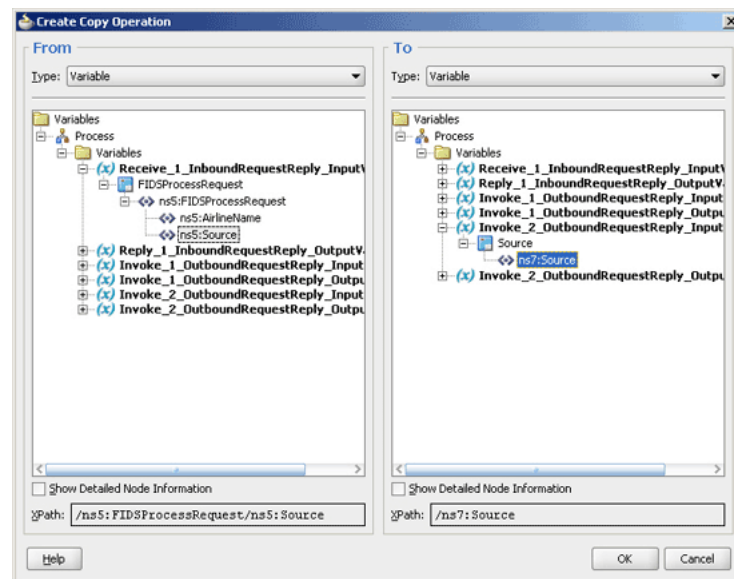 Create Copy Operation
From
Type: Variable
Variables
Process
Variables
Receive_1_InboundRequestReply_InputV
FIDSProcessRequest
ns5:FIDSProcessRequest
ns5:AirlineName
ns5:Source
Reply_1_InboundRequestReply_OutputV
Invoke_1_OutboundRequestReply_Input
Invoke_1_OutboundRequestReply_Outpu
Invoke_2_OutboundRequestReply_Input
Invoke_2_OutboundRequestReply_Outpu
Show Detailed Node Information
XPath: /ns5:FIDSProcessRequest/ns5:Source
To
Type: Variable
Variables
Process
Variables
Receive_1_InboundRequestReply_InputV
Reply_1_InboundRequestReply_OutputV
Invoke_1_OutboundRequestReply_Input
Invoke_1_OutboundRequestReply_Outpu
Invoke_2_OutboundRequestReply_Input
Source
ns7:Source
Invoke_2_OutboundRequestReply_Outpu
Show Detailed Node Information
XPath: /ns7:Source
Help
OK
Cancel